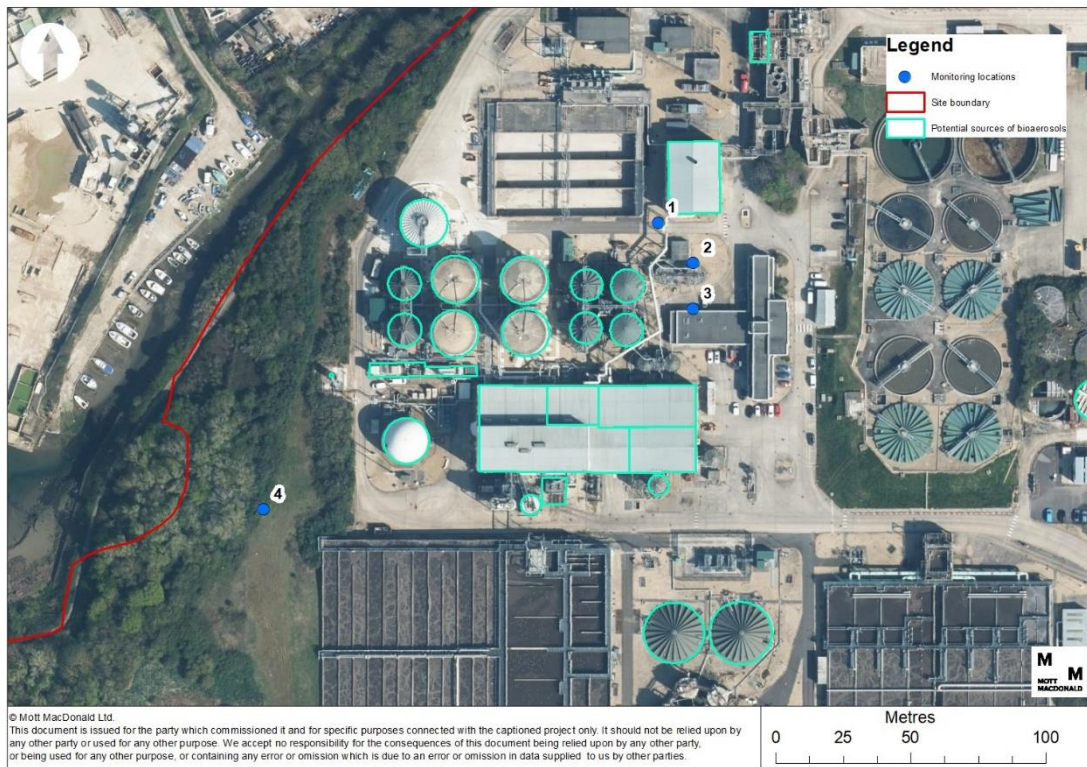 Legend
Monitoring locations
Site boundary
Potential sources of bioaerosols
1
2
3
4
M
M
MOTT
MACDONALD
© Mott MacDonald Ltd.
This document is issued for the party which commissioned it and for specific purposes connected with the captioned project only. It should not be relied upon by
any other party or used for any other purpose. We accept no responsibility for the consequences of this document being relied upon by any other party,
or being used for any other purpose, or containing any error or omission which is due to an error or omission in data supplied to us by other parties.
Metres
0 25 50 100